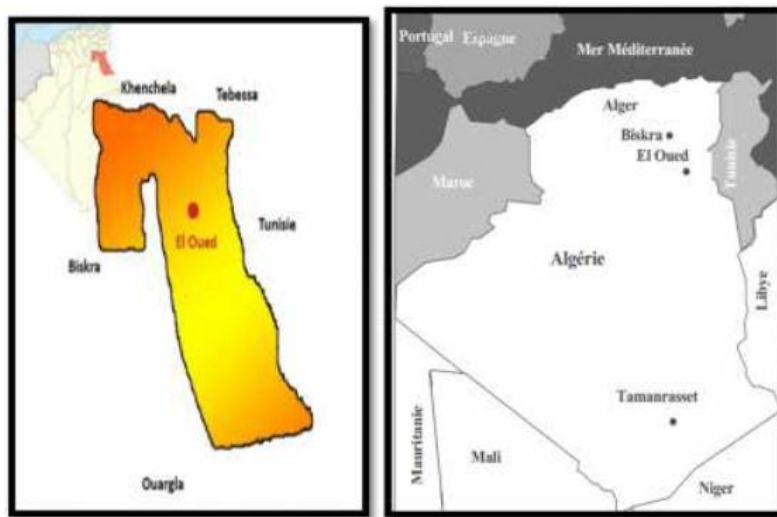 Khenchela
Tebessa
El Oued
Tunisie
Biskra
Ouargla
Portugal
Espagne
Mer Méditerranée
Alger
Biskra
El Oued
Maroc
Tunisie
Algérie
Libye
Tamanrasset
Mauritanie
Mali
Niger